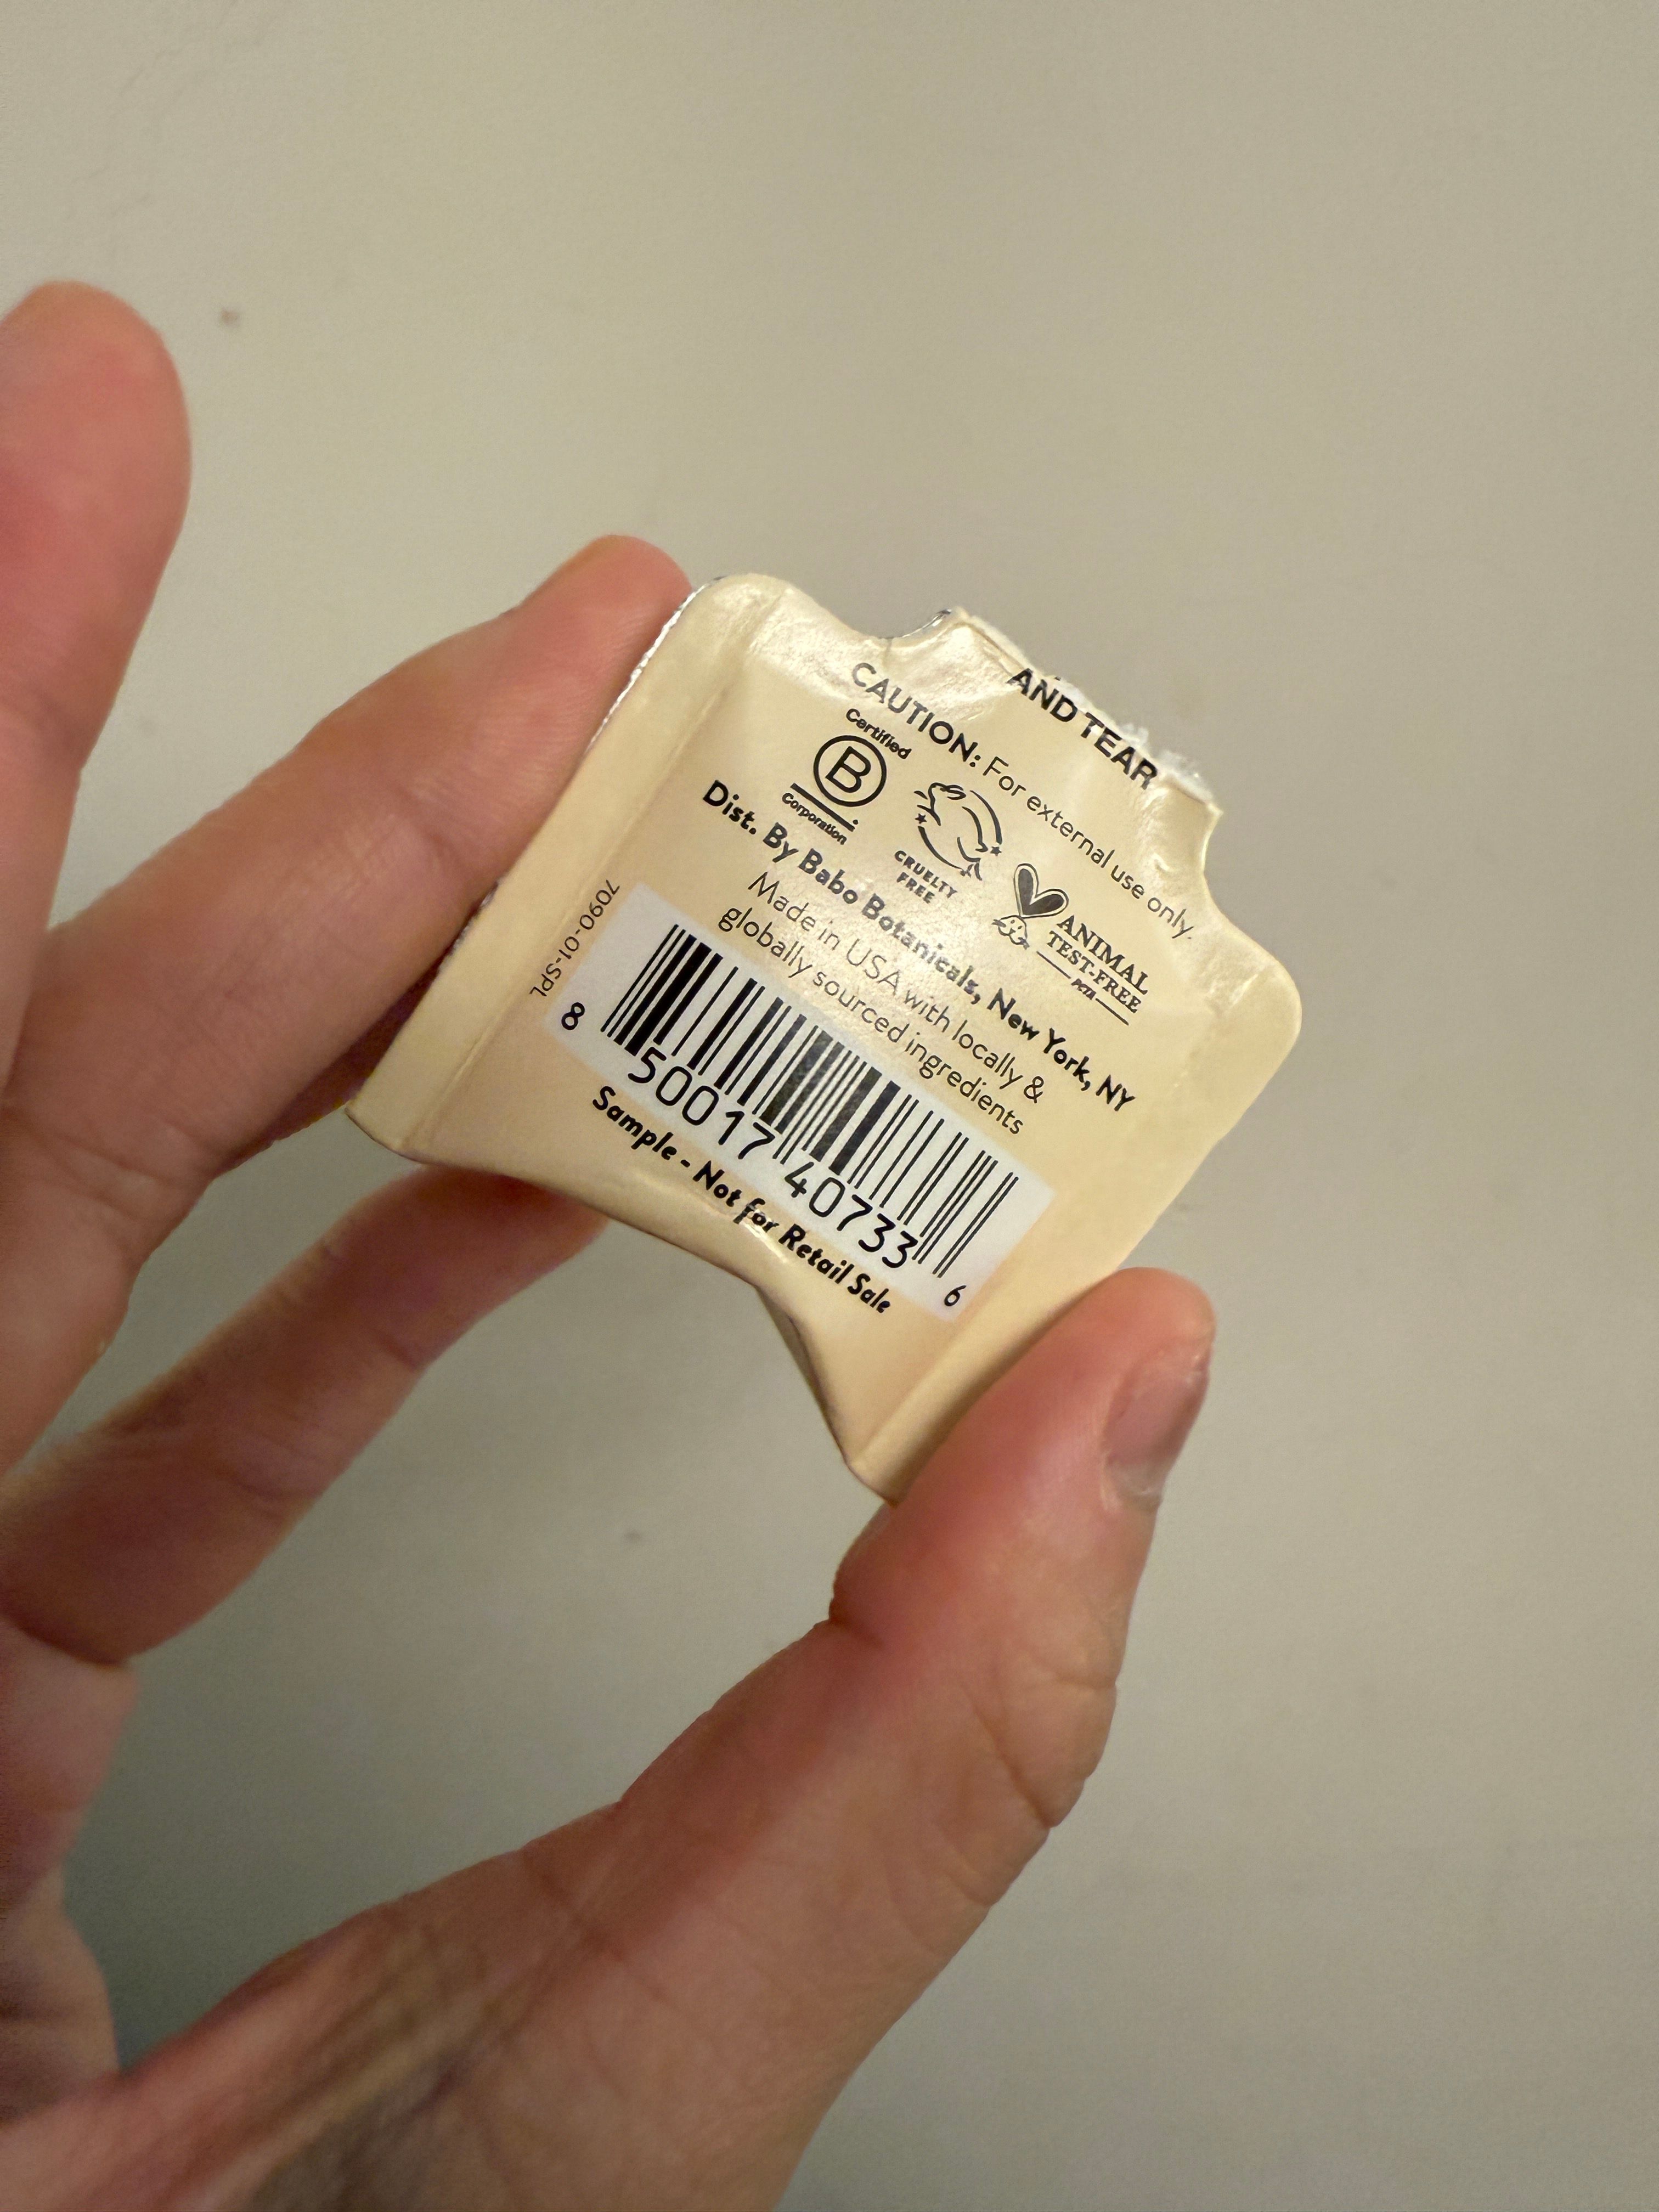 AND TEAR
CAUTION: For external use only.
Certified
B
Corporation
CRUELTY
FREE
ANIMAL
TEST-FREE
PETA
Dist. By Babo Botanicals, New York, NY
Made in USA with locally &
globally sourced ingredients
7090-01-SPL
8 50017 40733 6
Sample - Not for Retail Sale